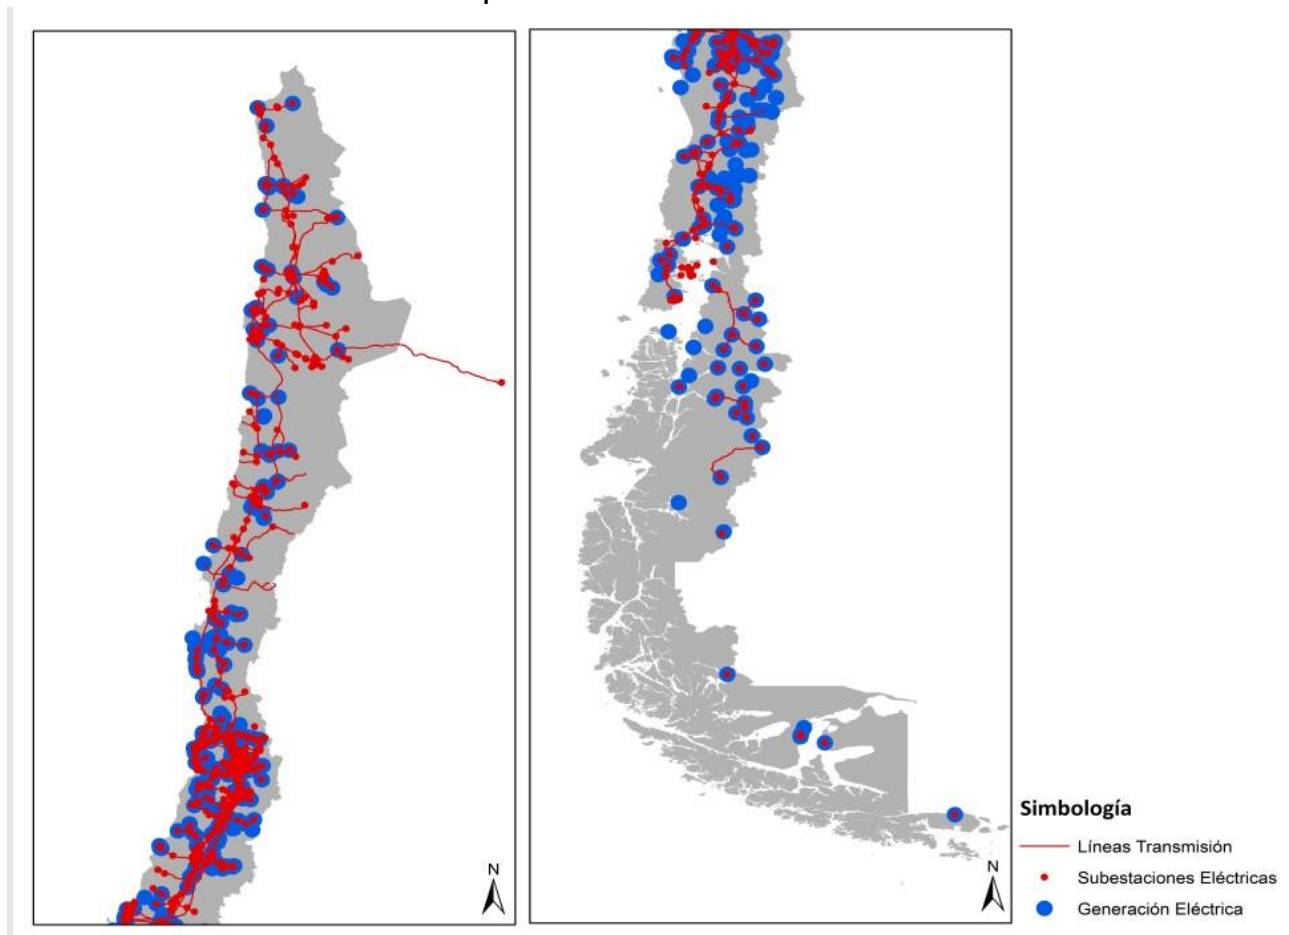 N
N
Simbología
Líneas Transmisión
Subestaciones Eléctricas
Generación Eléctrica